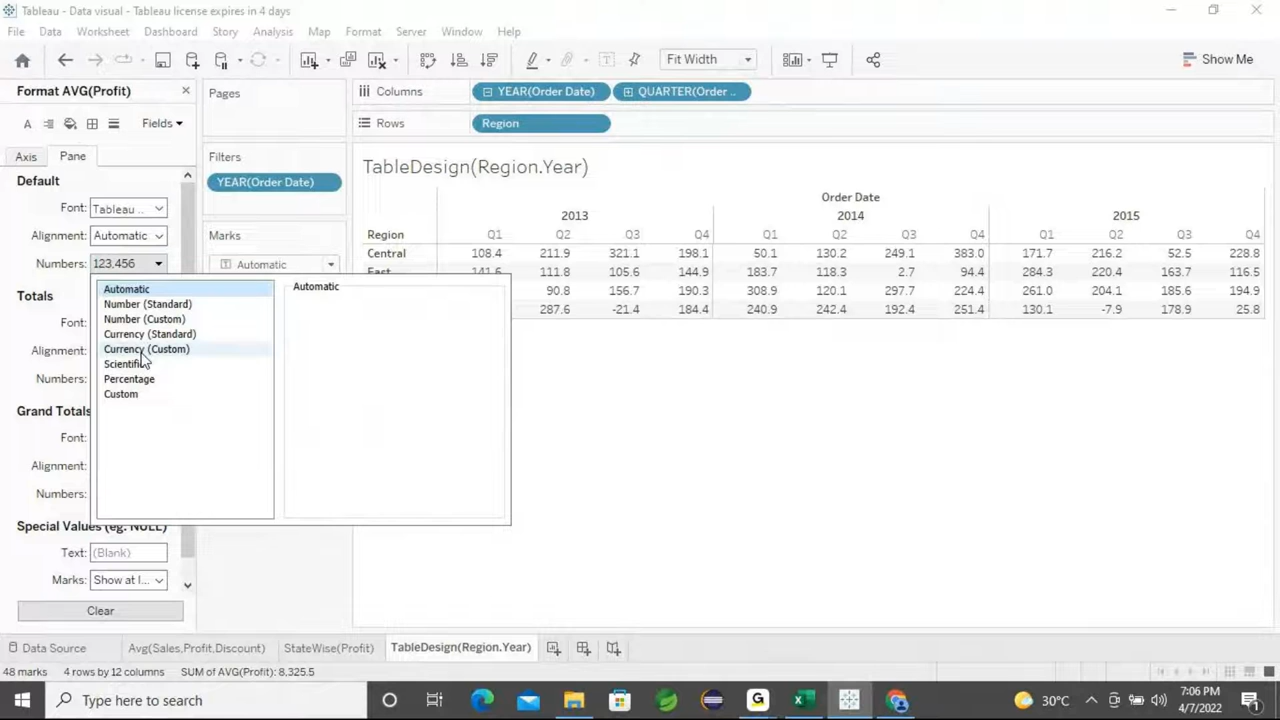 Tableau - Data visual - Tableau license expires in 4 days
File Data Worksheet Dashboard Story Analysis Map Format Server Window Help
Fit Width
Show Me
Format AVG(Profit)
Fields
Axis Pane
Default
Font: Tableau ..
Alignment: Automatic
Numbers: 123.456
Totals
Font:
Alignment:
Numbers:
Grand Totals
Font:
Alignment:
Numbers:
Special Values (eg. NULL)
Text: (Blank)
Marks: Show at I...
Clear
Automatic
Number (Standard)
Number (Custom)
Currency (Standard)
Currency (Custom)
Scientific
Percentage
Custom
Automatic
Pages
Filters
YEAR(Order Date)
Marks
Automatic
Columns YEAR(Order Date) QUARTER(Order ..
Rows Region
TableDesign(Region.Year)
Order Date
2013 2014 2015
Region Q1 Q2 Q3 Q4 Q1 Q2 Q3 Q4 Q1 Q2 Q3 Q4
Central 108.4 211.9 321.1 198.1 50.1 130.2 249.1 383.0 171.7 216.2 52.5 228.8
East 141.6 111.8 105.6 144.9 183.7 118.3 2.7 94.4 284.3 220.4 163.7 116.5
90.8 156.7 190.3 308.9 120.1 297.7 224.4 261.0 204.1 185.6 194.9
287.6 -21.4 184.4 240.9 242.4 192.4 251.4 130.1 -7.9 178.9 25.8
Data Source Avg(Sales,Profit,Discount) StateWise(Profit) TableDesign(Region.Year)
48 marks 4 rows by 12 columns SUM of AVG(Profit): 8,325.5
Type here to search
30°C
7:06 PM
4/7/2022